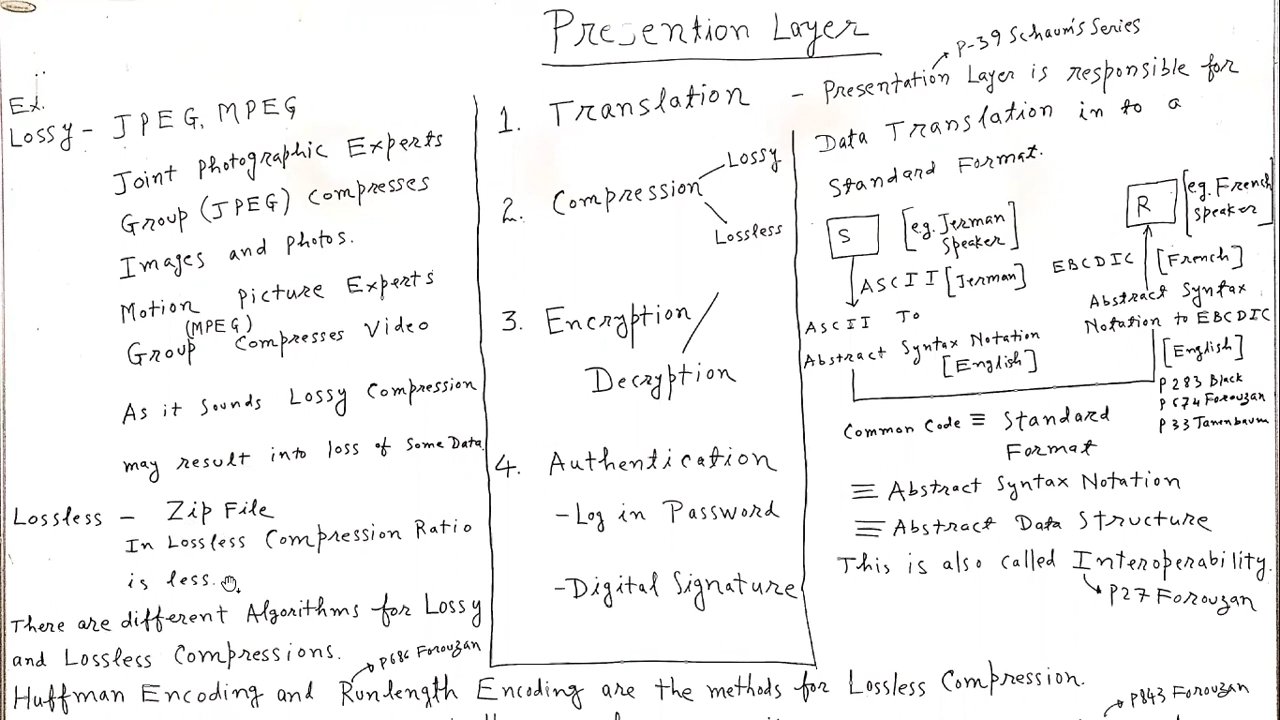 Presention Layer
Ex.
Lossy - JPEG, MPEG
Joint Photographic Experts
Group (JPEG) Compresses
Images and Photos.
Motion Picture Experts
(MPEG)
Group Compresses Video
As it Sounds Lossy Compression
may result into loss of Some Data
Lossless - Zip File
In Lossless Compression Ratio
is less.
There are different Algorithms for Lossy
and Lossless Compressions.
P686 Forouzan
Huffman Encoding and Runlength Encoding are the methods for Lossless Compression.
1. Translation
2. Compression
Lossy
Lossless
3. Encryption/
Decryption
4. Authentication
-Log in Password
-Digital Signature
P-39 Schaum's Series
- Presentation Layer is responsible for
Data Translation in to a
Standard Format.
S
[e.g. Jerman
Speaker]
ASCII [Jerman]
ASCII To
Abstract Syntax Notation
[English]
R
[e.g. French
Speaker]
EBCDIC [French]
Abstract Syntax
Notation to EBCDIC
[English]
P 283 Black
P 674 Forouzan
P 33 Tanenbaum
Common Code ≡ Standard
Format
≡ Abstract Syntax Notation
≡ Abstract Data Structure
This is also called Interoperability.
P27 Forouzan
P843 Forouzan